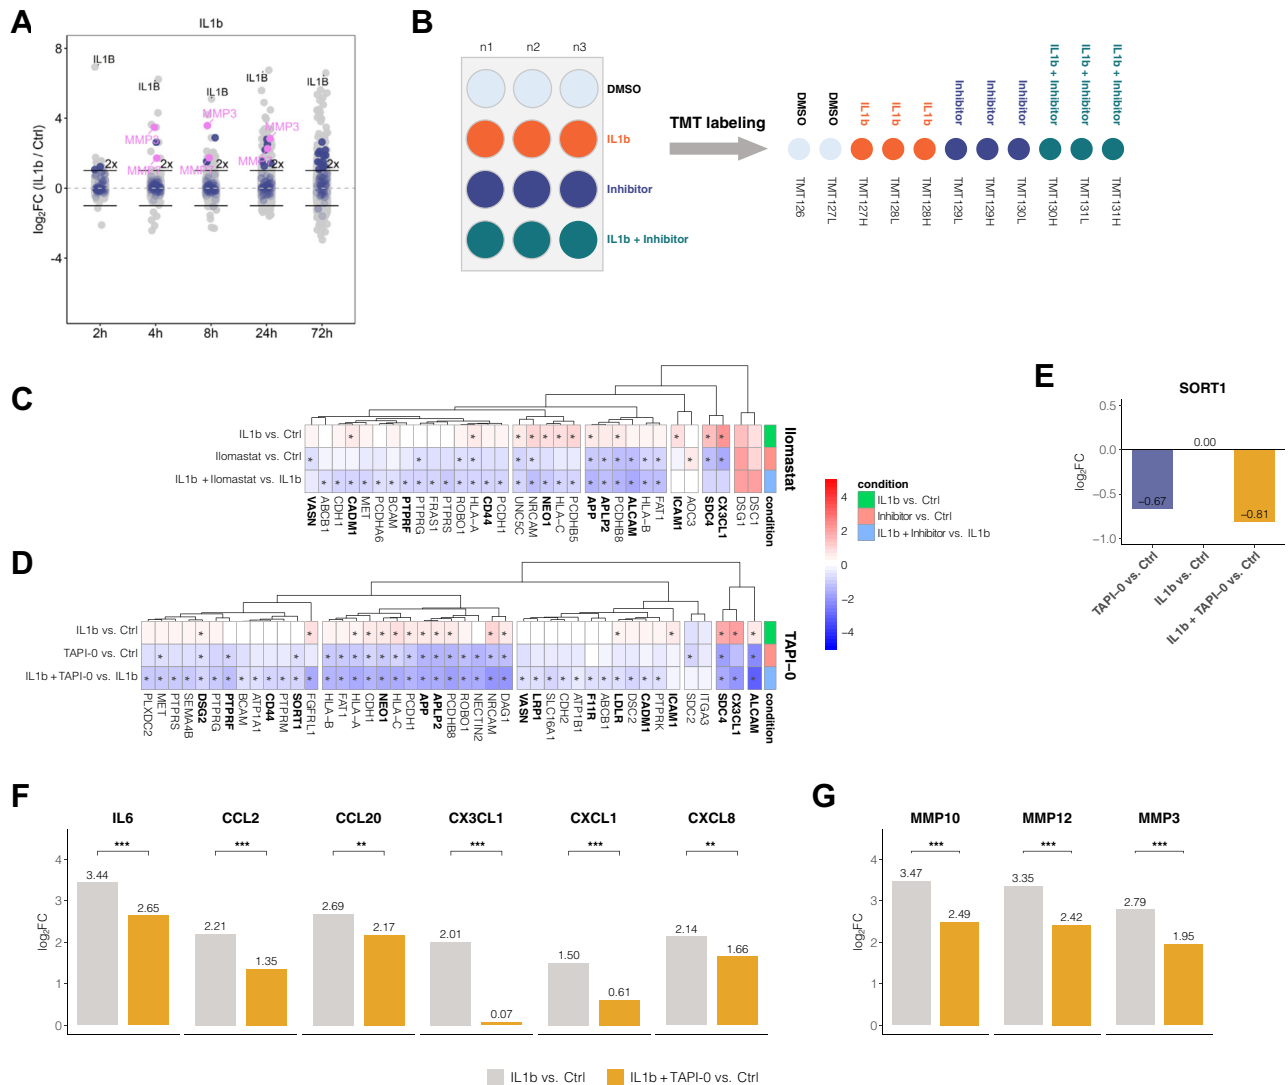 A
IL1b
8
4
0
-4
log2FC (IL1b / Ctrl)
IL1B
IL1B
IL1B
IL1B
IL1B
MMP3
MMP3
2x
2x
2x
2x
2x
2h
4h
8h
24h
72h
B
n1
n2
n3
DMSO
IL1b
Inhibitor
IL1b + Inhibitor
TMT labeling
DMSO
DMSO
IL1b
IL1b
IL1b
Inhibitor
Inhibitor
Inhibitor
IL1b + Inhibitor
IL1b + Inhibitor
IL1b + Inhibitor
TMT126
TMT127L
TMT127H
TMT128L
TMT128H
TMT129L
TMT129H
TMT130L
TMT130H
TMT131L
TMT131H
C
IL1b vs. Ctrl
Ilomastat vs. Ctrl
IL1b + Ilomastat vs. IL1b
VASN
ABCB1
CDH1
CADM1
MET
PCDHA6
BCAM
PTPRF
PTPRG
FRAS1
PTPRS
ROBO1
HLA-A
CD44
PCDH1
UNC5C
NRCAM
NEO1
HLA-C
PCDHB5
APP
APLP2
PCDHB8
ALCAM
HLA-B
FAT1
ICAM1
AOC3
SDC4
CX3CL1
DSG1
DSC1
condition
Ilomastat
4
2
0
−2
−4
condition
IL1b vs. Ctrl
Inhibitor vs. Ctrl
IL1b + Inhibitor vs. IL1b
D
IL1b vs. Ctrl
TAPI-0 vs. Ctrl
IL1b + TAPI-0 vs. IL1b
PLXDC2
MET
PTPRS
SEMA4B
DSG2
PTPRG
PTPRF
BCAM
ATP1A1
CD44
PTPRM
SORT1
FGFRL1
HLA-B
FAT1
HLA-A
CDH1
NEO1
HLA-C
PCDH1
APP
APLP2
PCDHB8
ROBO1
NECTIN2
NRCAM
DAG1
VASN
LRP1
SLC16A1
CDH2
ATP1B1
F11R
ABCB1
LDLR
DSC2
CADM1
PTPRK
ICAM1
SDC2
ITGA3
SDC4
CX3CL1
ALCAM
condition
TAPI−0
E
SORT1
0.5
0.0
−0.5
−1.0
log2FC
−0.67
0.00
−0.81
TAPI−0 vs. Ctrl
IL1b vs. Ctrl
IL1b + TAPI−0 vs. Ctrl
F
IL6
CCL2
CCL20
CX3CL1
CXCL1
CXCL8
***
***
**
***
***
**
4
3
2
1
0
log2FC
3.44
2.65
2.21
1.35
2.69
2.17
2.01
0.07
1.50
0.61
2.14
1.66
G
MMP10
MMP12
MMP3
***
***
***
4
3
2
1
0
log2FC
3.47
2.49
3.35
2.42
2.79
1.95
IL1b vs. Ctrl
IL1b + TAPI-0 vs. Ctrl